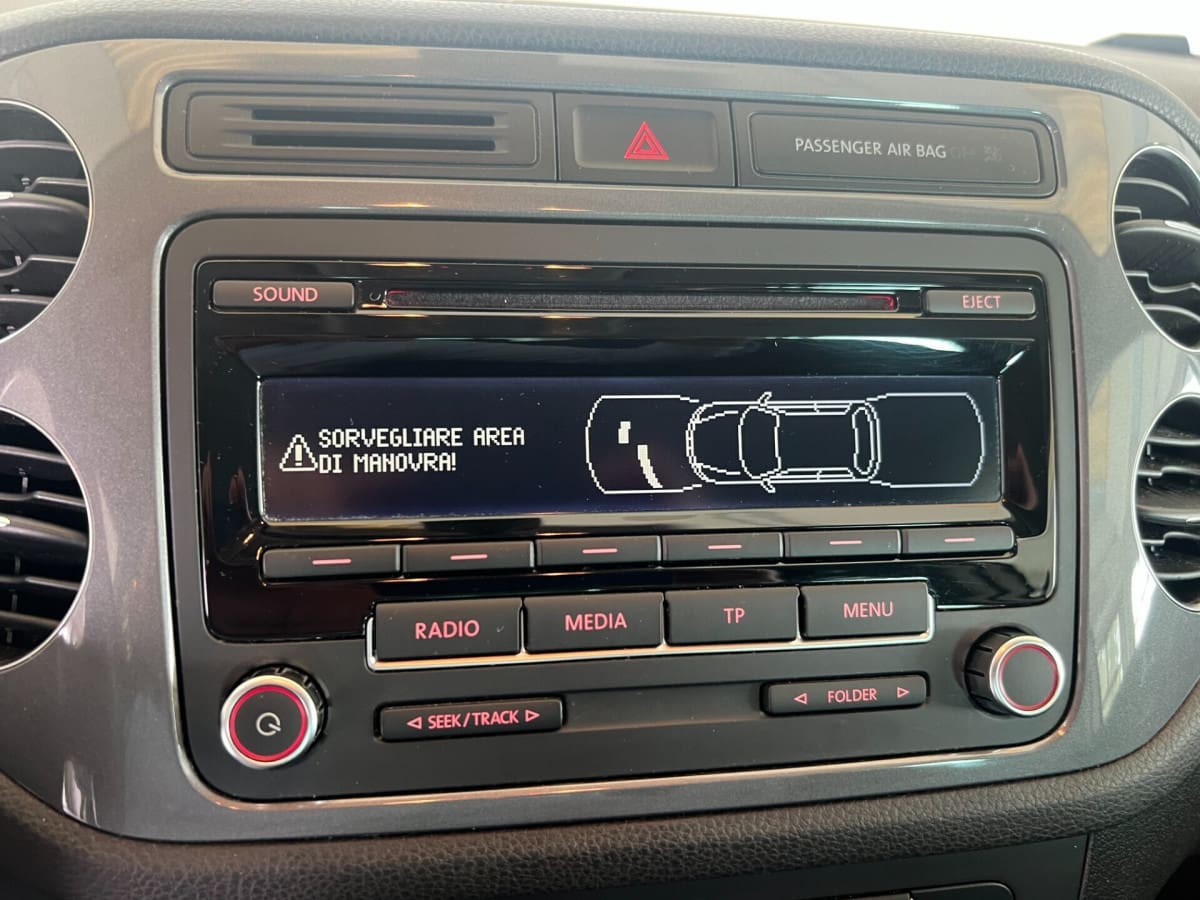 PASSENGER AIR BAG
SOUND
EJECT
SORVEGLIARE AREA
DI MANOVRA!
RADIO
MEDIA
TP
MENU
SEEK/TRACK
FOLDER